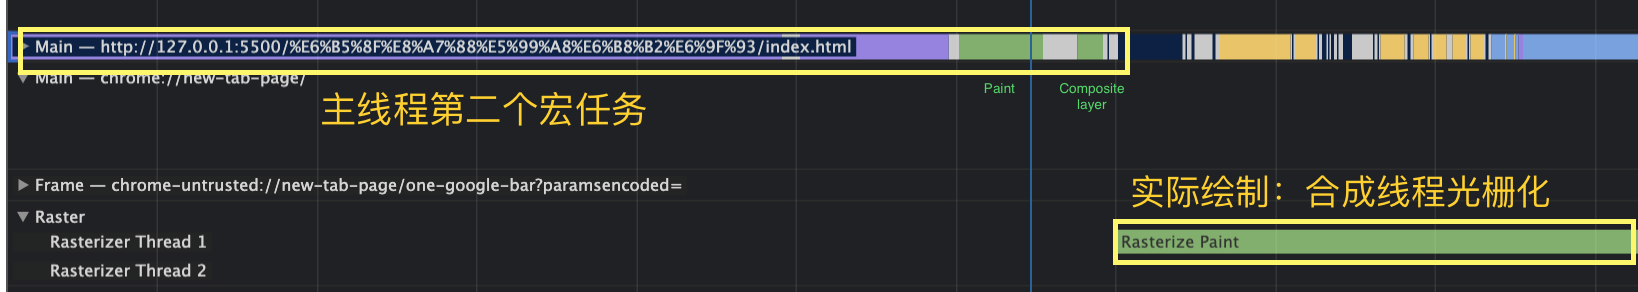 Main — http://127.0.0.1:5500/%E6%B5%8F%E8%A7%88%E5%99%A8%E6%B8%B2%E6%9F%93/index.html
Main — chrome://new-tab-page/
Paint
Composite
layer
主线程第二个宏任务
Frame — chrome-untrusted://new-tab-page/one-google-bar?paramsencoded=
实际绘制：合成线程光栅化
Raster
Rasterizer Thread 1
Rasterize Paint
Rasterizer Thread 2